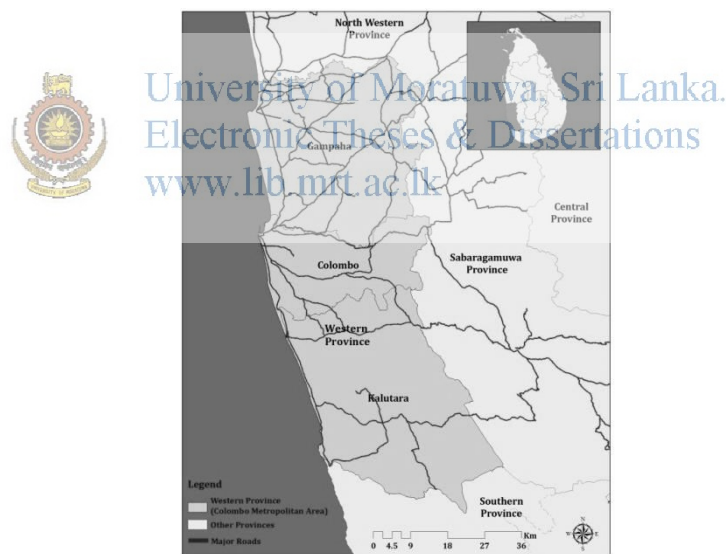 North Western
Province
University of Moratuwa, Sri Lanka.
Electronic Theses & Dissertations
www.lib.mrt.ac.lk
Gampaha
Central
Province
Colombo
Sabaragamuwa
Province
Western
Province
Kalutara
Legend
Western Province
(Colombo Metropolitan Area)
Other Provinces
Major Roads
Southern
Province
Km
0 4.5 9 18 27 36
N
W E
S